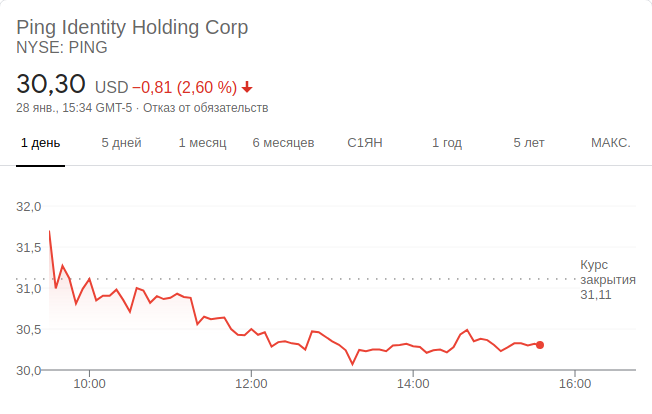 Ping Identity Holding Corp
NYSE: PING
30,30 USD −0,81 (2,60 %)
28 янв., 15:34 GMT-5 · Отказ от обязательств
1 день 5 дней 1 месяц 6 месяцев С1ЯН 1 год 5 лет МАКС.
32,0
31,5
Курс
закрытия
31,11
31,0
30,5
30,0
10:00 12:00 14:00 16:00